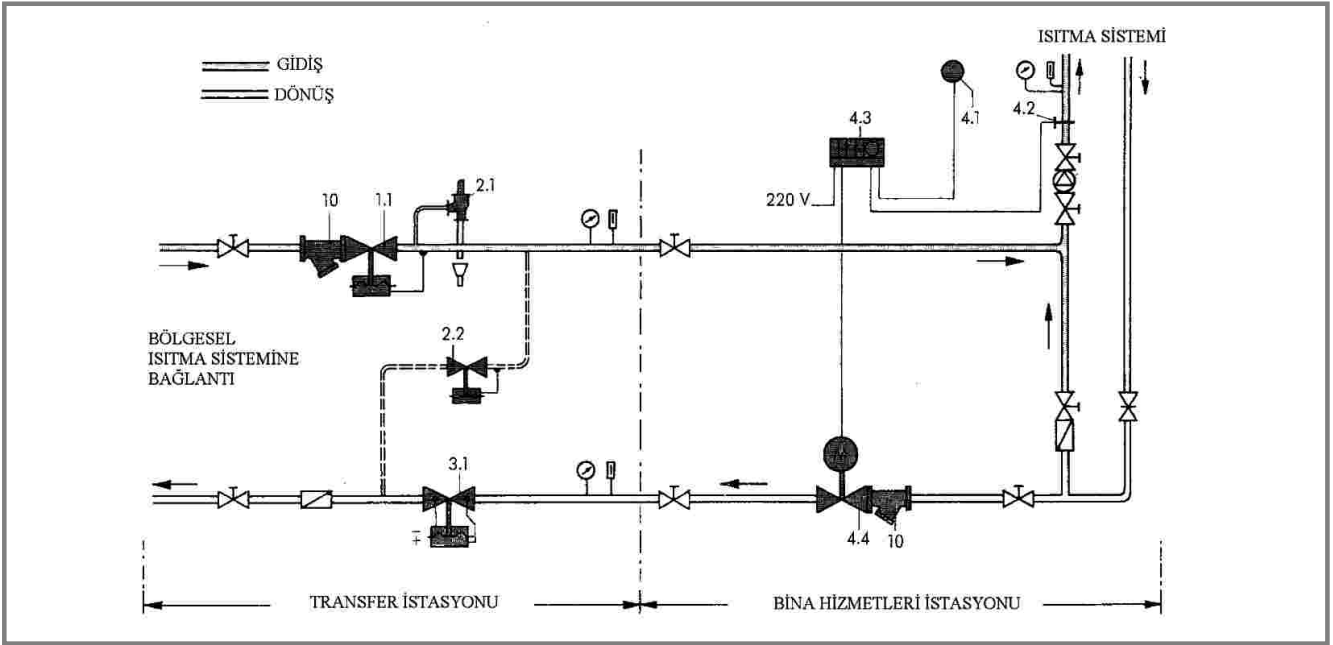 ISITMA SİSTEMİ
GİDİŞ
DÖNÜŞ
4.1
4.2
4.3
220 V
10
1.1
2.1
BÖLGESEL
ISITMA SİSTEMİNE
BAĞLANTI
2.2
3.1
4.4
10
TRANSFER İSTASYONU
BİNA HİZMETLERİ İSTASYONU